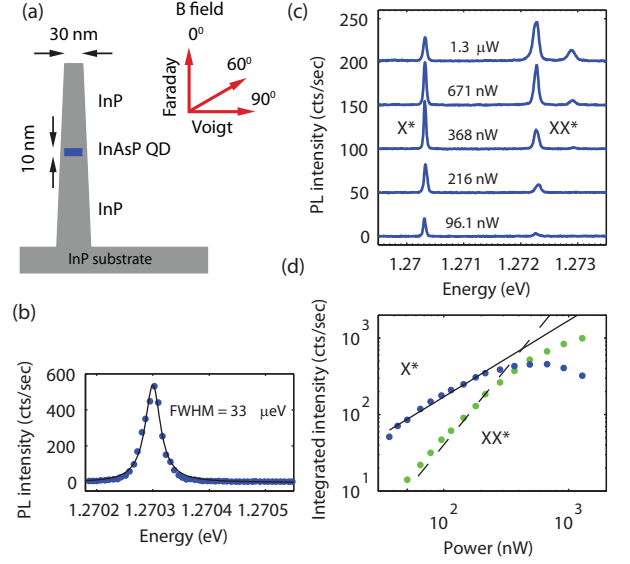 (a)
30 nm
B field
0⁰
60⁰
90⁰
Faraday
Voigt
InP
10 nm
InAsP QD
InP
InP substrate
(b)
PL intensity (cts/sec)
600
400
200
0
FWHM = 33 μeV
1.2702
1.2703
1.2704
1.2705
Energy (eV)
(c)
PL intensity (cts/sec)
250
200
150
100
50
0
1.3 μW
671 nW
X*
368 nW
XX*
216 nW
96.1 nW
1.27
1.271
1.272
1.273
Energy (eV)
(d)
Integrated intensity (cts/sec)
10³
10²
10¹
X*
XX*
10²
10³
Power (nW)